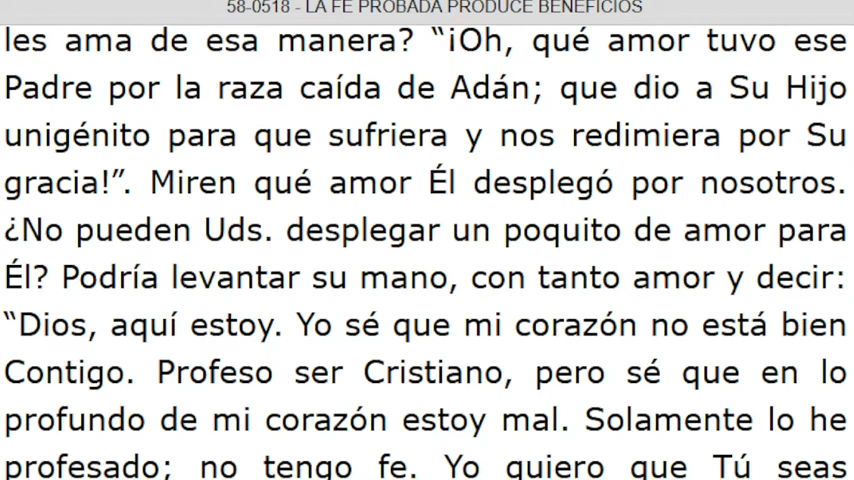 58-0518 - LA FE PROBADA PRODUCE BENEFICIOS
les ama de esa manera? “¡Oh, qué amor tuvo ese
Padre por la raza caída de Adán; que dio a Su Hijo
unigénito para que sufriera y nos redimiera por Su
gracia!”. Miren qué amor Él desplegó por nosotros.
¿No pueden Uds. desplegar un poquito de amor para
Él? Podría levantar su mano, con tanto amor y decir:
“Dios, aquí estoy. Yo sé que mi corazón no está bien
Contigo. Profeso ser Cristiano, pero sé que en lo
profundo de mi corazón estoy mal. Solamente lo he
profesado; no tengo fe. Yo quiero que Tú seas